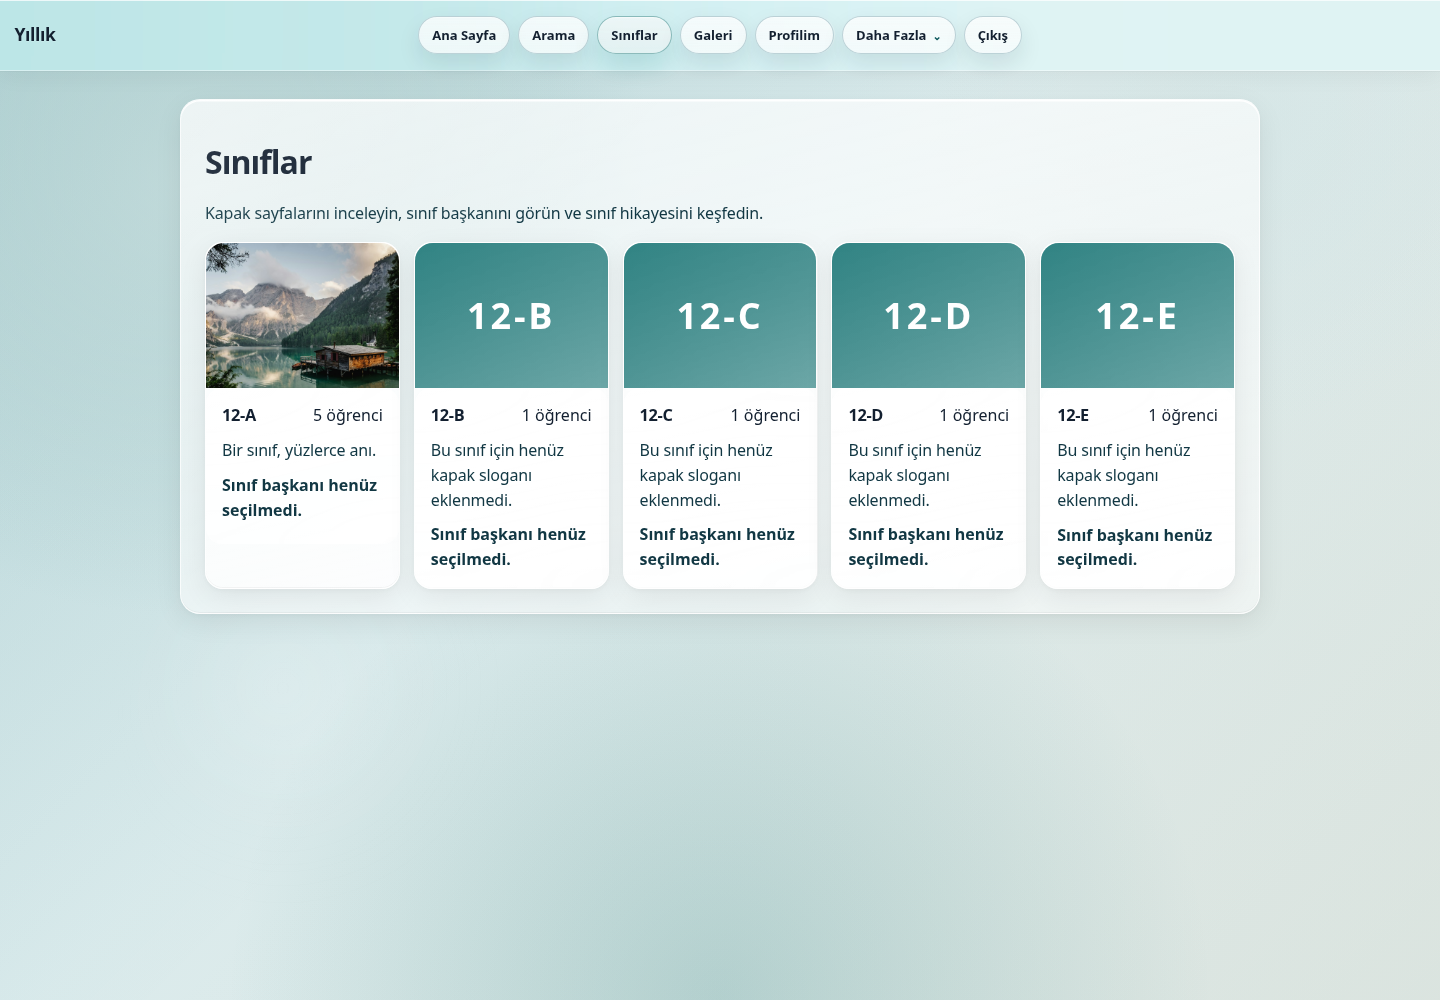 Yıllık
Ana Sayfa
Arama
Sınıflar
Galeri
Profilim
Daha Fazla
Çıkış
Sınıflar
Kapak sayfalarını inceleyin, sınıf başkanını görün ve sınıf hikayesini keşfedin.
12-A 5 öğrenci
Bir sınıf, yüzlerce anı.
Sınıf başkanı henüz
seçilmedi.
12-B
12-B 1 öğrenci
Bu sınıf için henüz
kapak sloganı
eklenmedi.
Sınıf başkanı henüz
seçilmedi.
12-C
12-C 1 öğrenci
Bu sınıf için henüz
kapak sloganı
eklenmedi.
Sınıf başkanı henüz
seçilmedi.
12-D
12-D 1 öğrenci
Bu sınıf için henüz
kapak sloganı
eklenmedi.
Sınıf başkanı henüz
seçilmedi.
12-E
12-E 1 öğrenci
Bu sınıf için henüz
kapak sloganı
eklenmedi.
Sınıf başkanı henüz
seçilmedi.